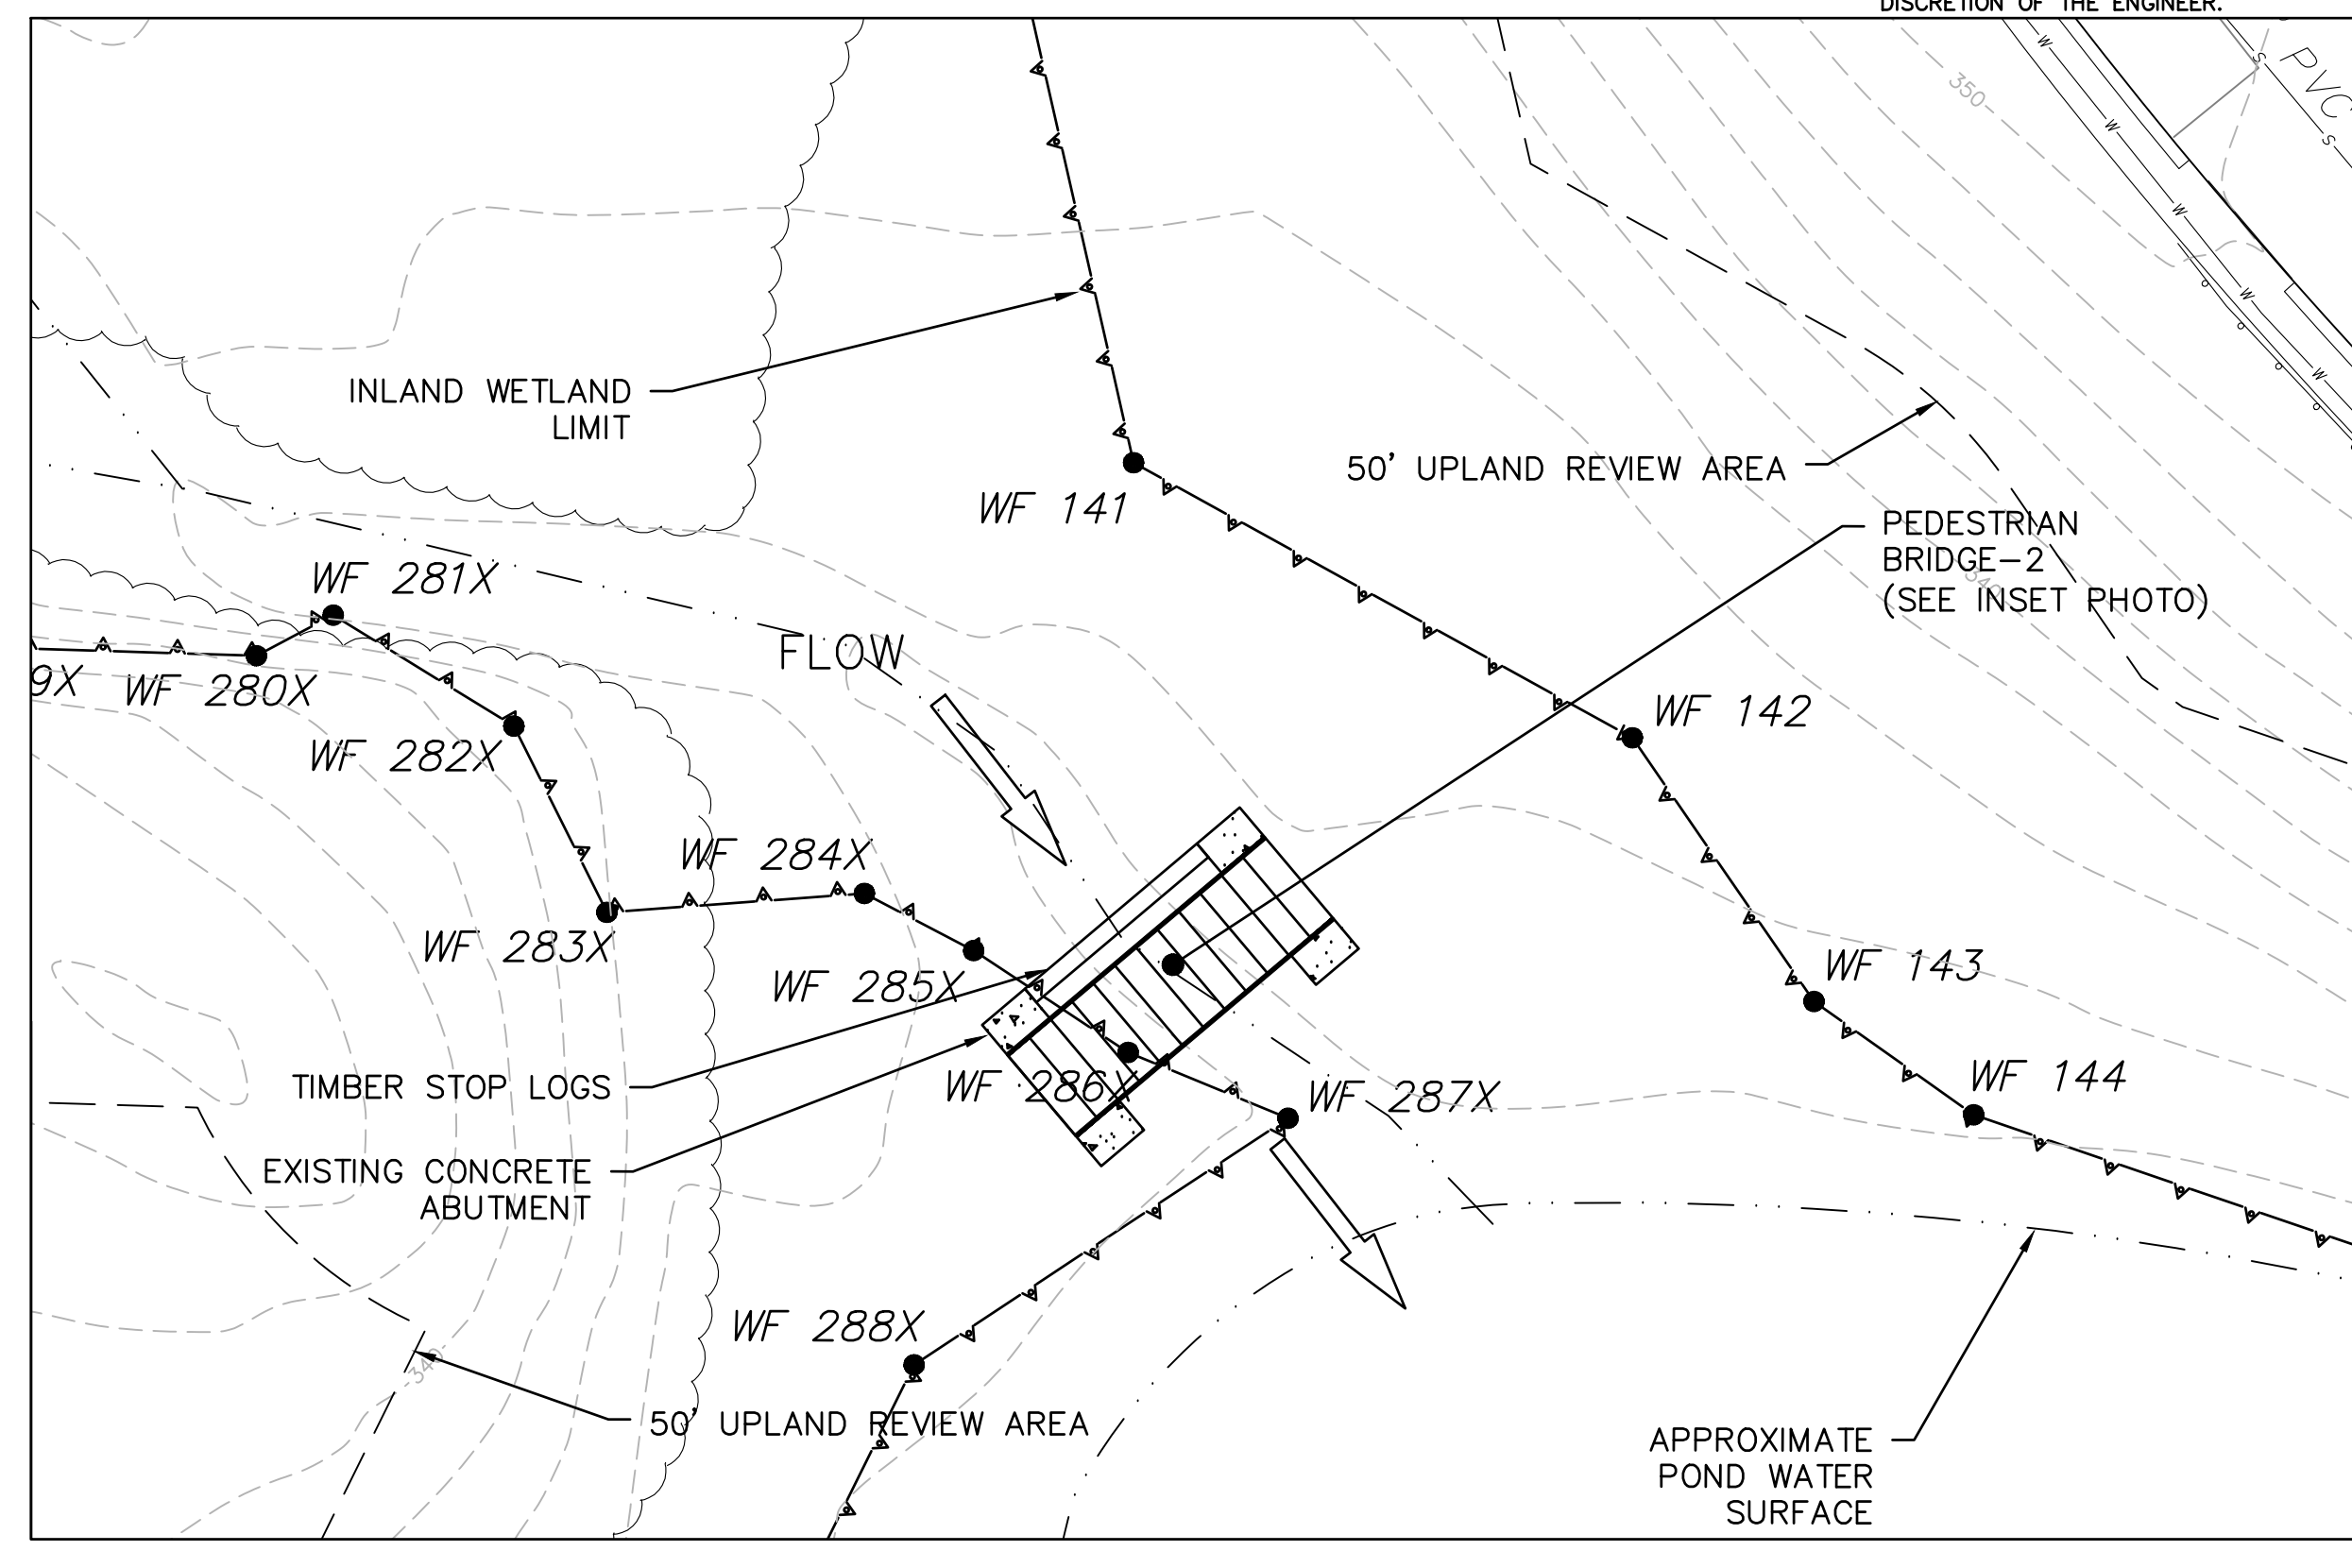 DISCRETION OF THE ENGINEER.
350
W
S
PVC
W
S
W
W
W
INLAND WETLAND
LIMIT
50' UPLAND REVIEW AREA
WF 141
PEDESTRIAN
BRIDGE-2
(SEE INSET PHOTO)
340
WF 281X
FLOW
9X
WF 280X
WF 142
WF 282X
WF 284X
WF 283X
WF 285X
WF 143
TIMBER STOP LOGS
WF 286X
WF 287X
WF 144
EXISTING CONCRETE
ABUTMENT
WF 288X
340
50' UPLAND REVIEW AREA
APPROXIMATE
POND WATER
SURFACE